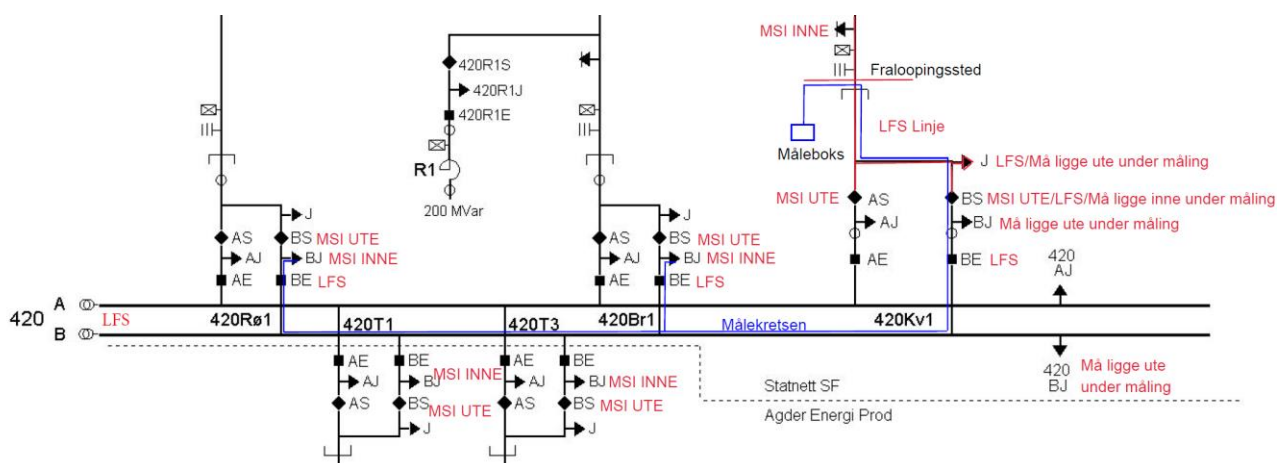 MSI INNE
420R1S
420R1J
420R1E
R1
200 MVar
Fraloopingssted
LFS Linje
Måleboks
J LFS/Må ligge ute under måling
MSI UTE AS
BS MSI UTE/LFS/Må ligge inne under måling
AJ
BJ Må ligge ute under måling
AE
BE LFS
J
AS
BS MSI UTE
AJ
BJ MSI INNE
AE
BE LFS
J
AS
BS MSI UTE
AJ
BJ MSI INNE
AE
BE LFS
420
AJ
420
A
B
LFS
420Rø1
420T1
420T3
420Br1
Målekretsen
420Kv1
AE
BE
MSI INNE
AJ
BJ
AS
BS MSI UTE
J
AE
BE
AJ
BJ MSI INNE
AS
BS MSI UTE
J
Statnett SF
Agder Energi Prod
420
BJ
Må ligge ute
under måling